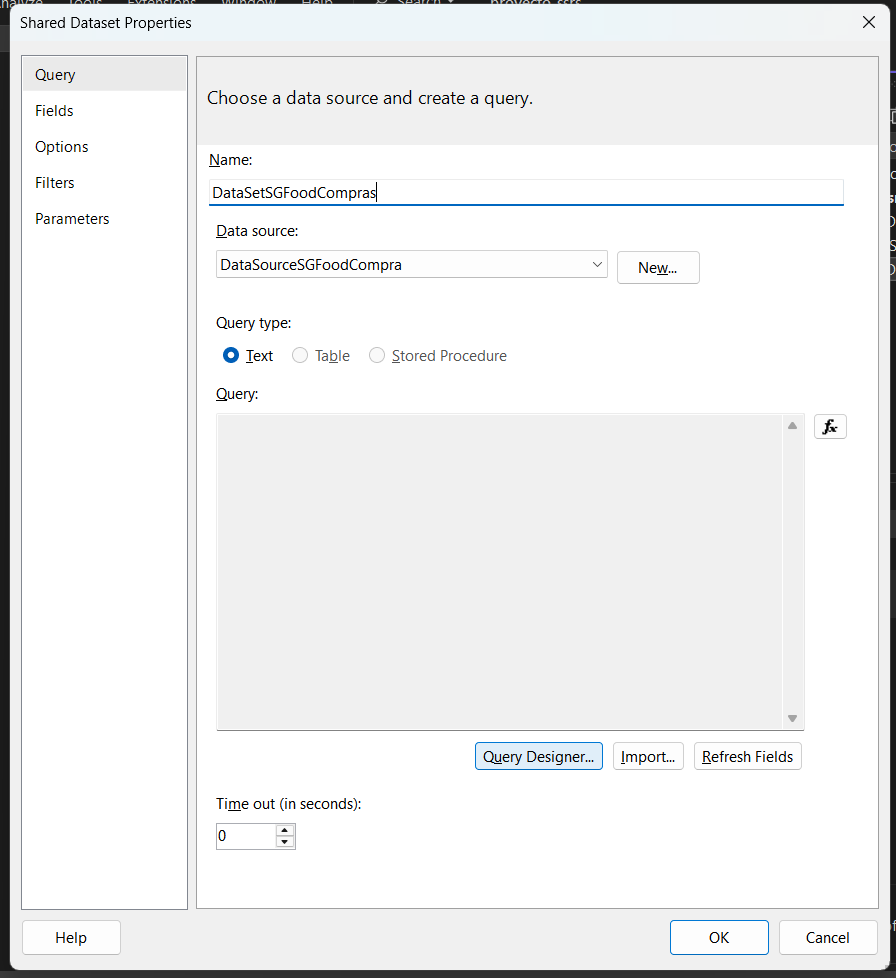 Shared Dataset Properties
Query
Fields
Options
Filters
Parameters
Choose a data source and create a query.
Name:
DataSetSGFoodCompras
Data source:
DataSourceSGFoodCompra
New...
Query type:
Text Table Stored Procedure
Query:
fx
Query Designer... Import... Refresh Fields
Time out (in seconds):
0
Help OK Cancel